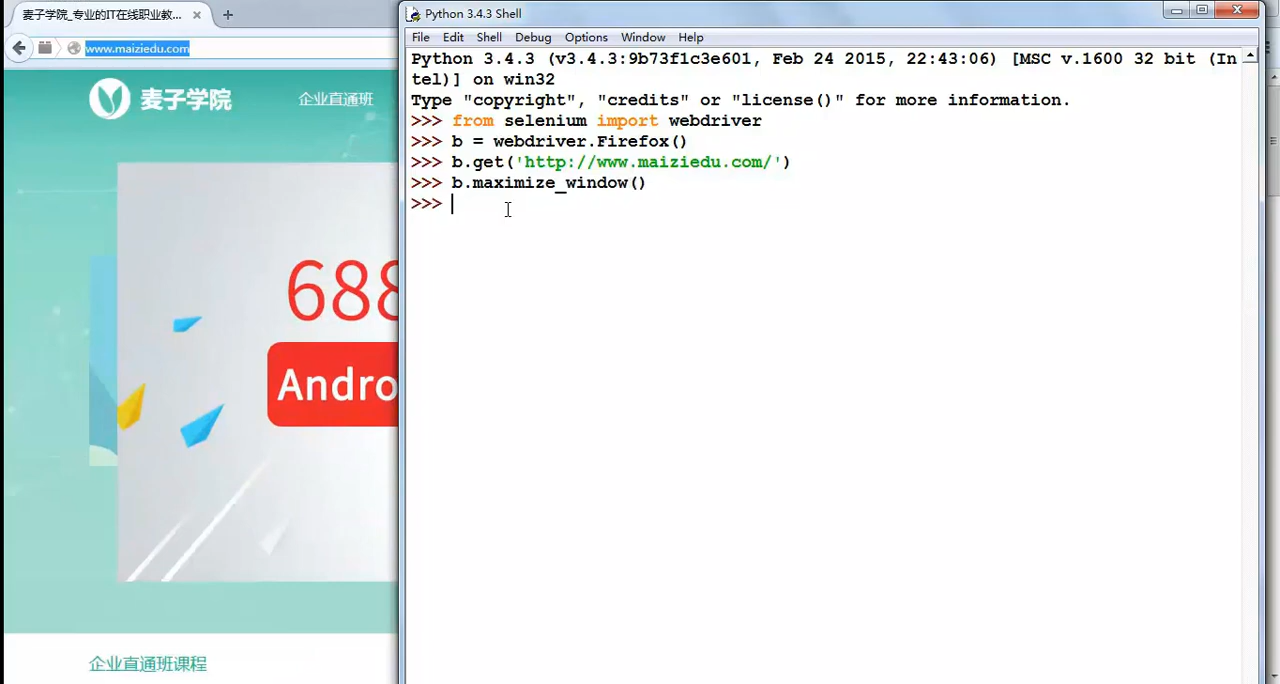 麦子学院_专业的IT在线职业教...
www.maiziedu.com
麦子学院
企业直通班
688
Andro
企业直通班课程
Python 3.4.3 Shell
File Edit Shell Debug Options Window Help
Python 3.4.3 (v3.4.3:9b73f1c3e601, Feb 24 2015, 22:43:06) [MSC v.1600 32 bit (In
tel)] on win32
Type "copyright", "credits" or "license()" for more information.
>>> from selenium import webdriver
>>> b = webdriver.Firefox()
>>> b.get('http://www.maiziedu.com/')
>>> b.maximize_window()
>>>